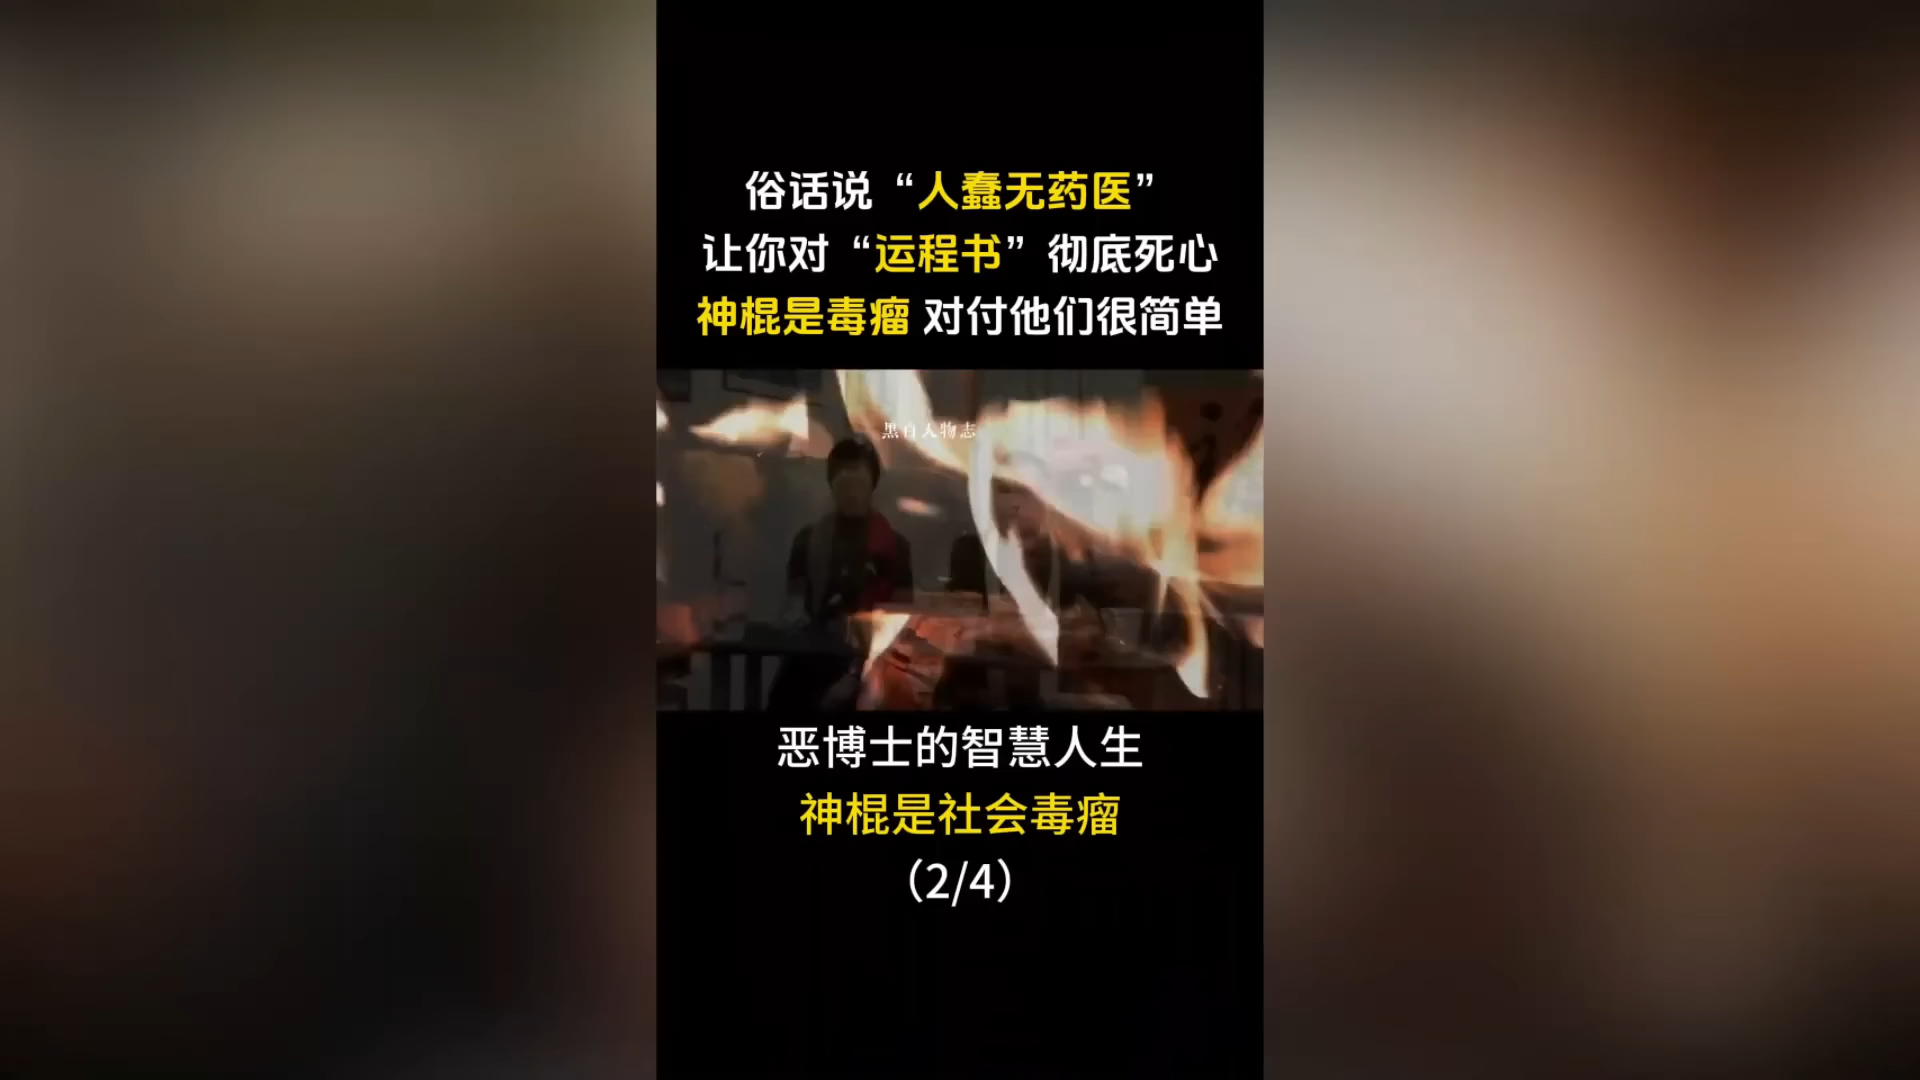 俗话说“人蠢无药医”
让你对“运程书”彻底死心
神棍是毒瘤 对付他们很简单
黑白人物志
恶博士的智慧人生
神棍是社会毒瘤
（2/4）